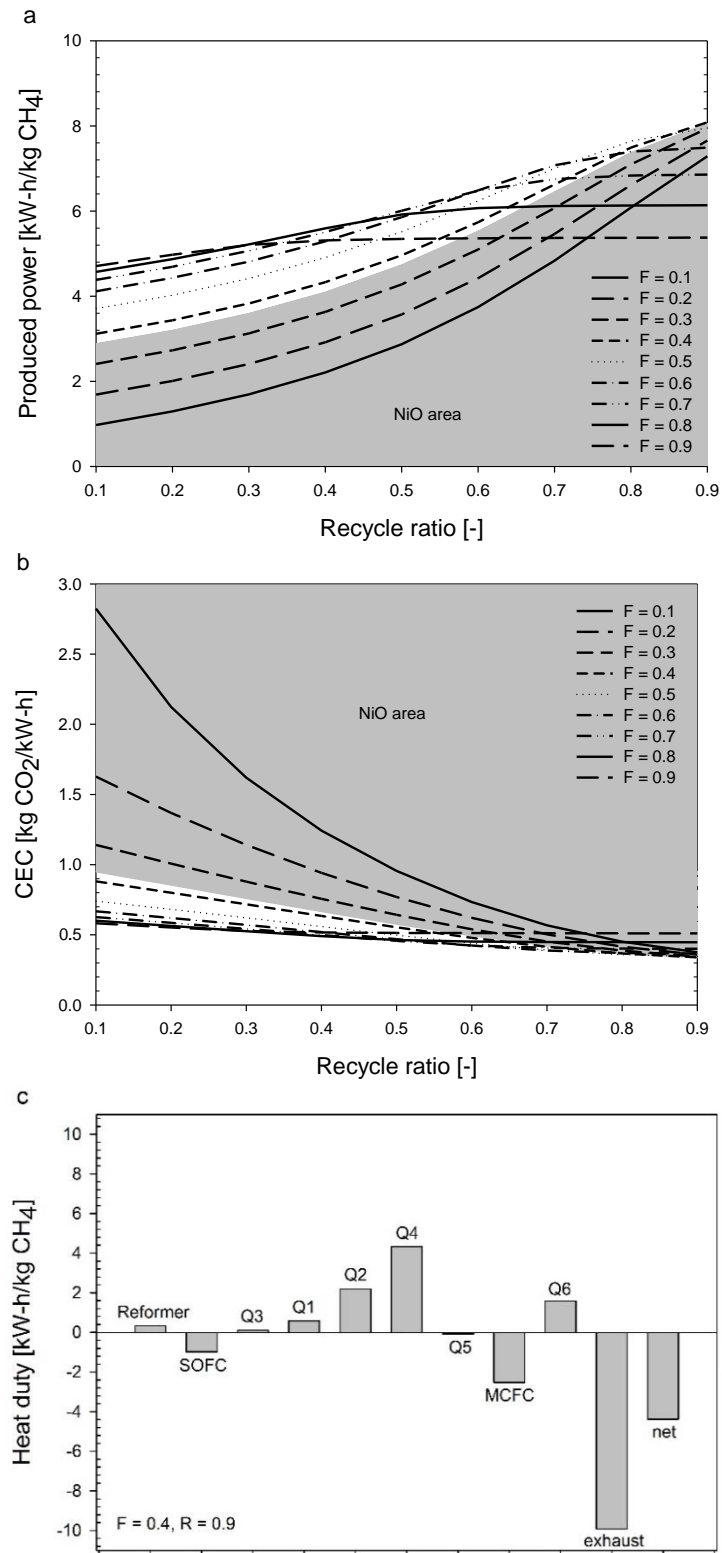 a
10
8
6
4
2
0
Produced power [kW-h/kg CH4]
F = 0.1
F = 0.2
F = 0.3
F = 0.4
F = 0.5
F = 0.6
F = 0.7
F = 0.8
F = 0.9
NiO area
0.1 0.2 0.3 0.4 0.5 0.6 0.7 0.8 0.9
Recycle ratio [-]
b
3.0
2.5
2.0
1.5
1.0
0.5
0.0
CEC [kg CO2/kW-h]
F = 0.1
F = 0.2
F = 0.3
F = 0.4
F = 0.5
F = 0.6
F = 0.7
F = 0.8
F = 0.9
NiO area
0.1 0.2 0.3 0.4 0.5 0.6 0.7 0.8 0.9
Recycle ratio [-]
c
10
8
6
4
2
0
-2
-4
-6
-8
-10
Heat duty [kW-h/kg CH4]
Reformer
SOFC
Q3
Q1
Q2
Q4
Q5
MCFC
Q6
exhaust
net
F = 0.4, R = 0.9